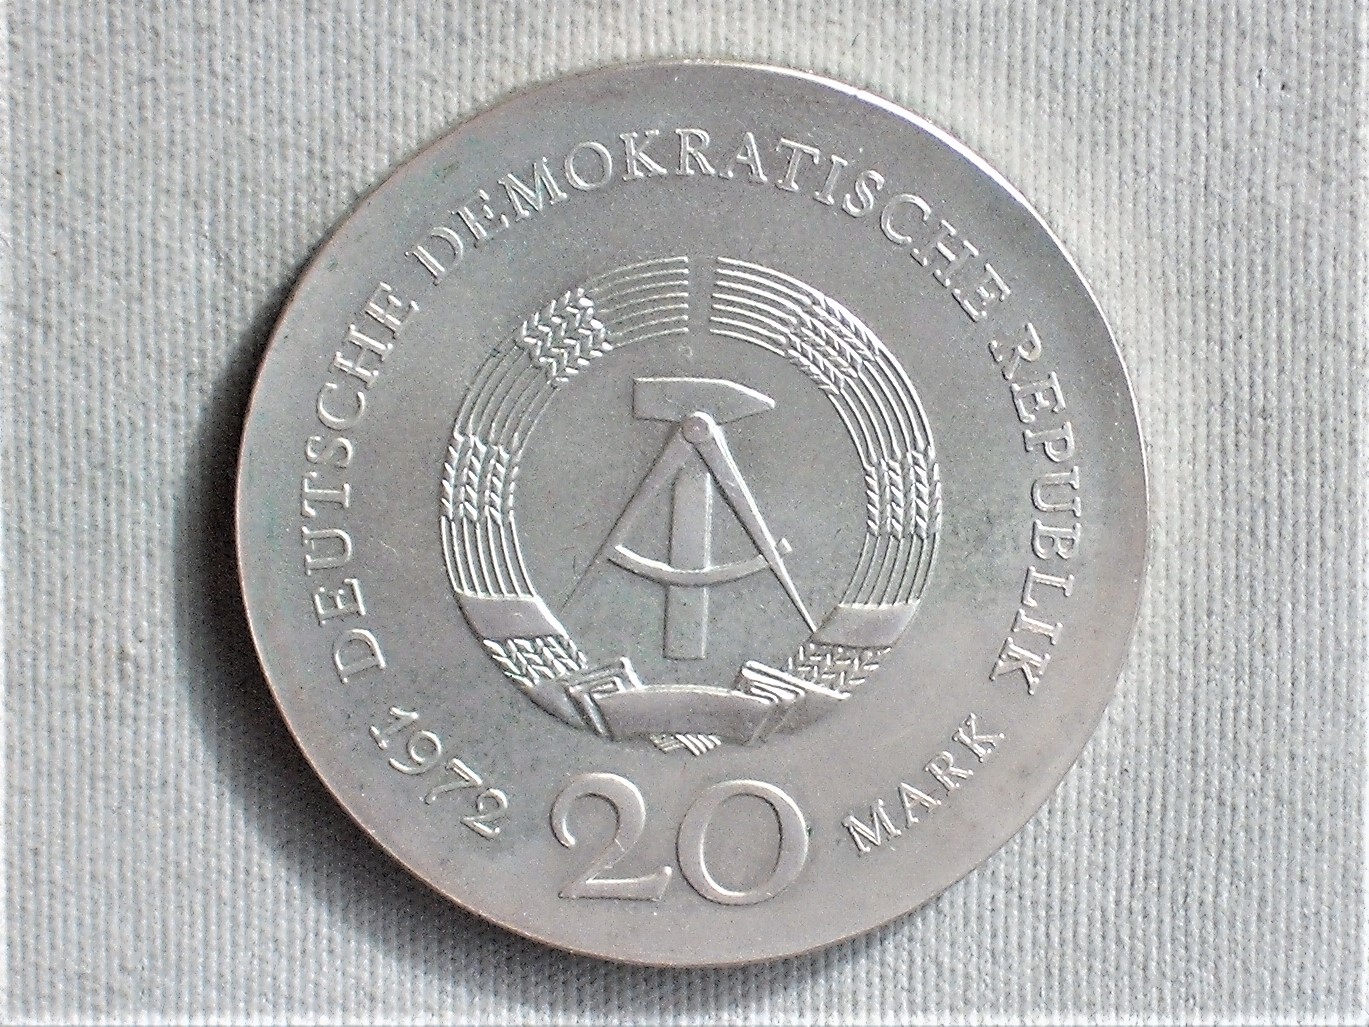 DEUTSCHE DEMOKRATISCHE REPUBLIK
1972
20
MARK